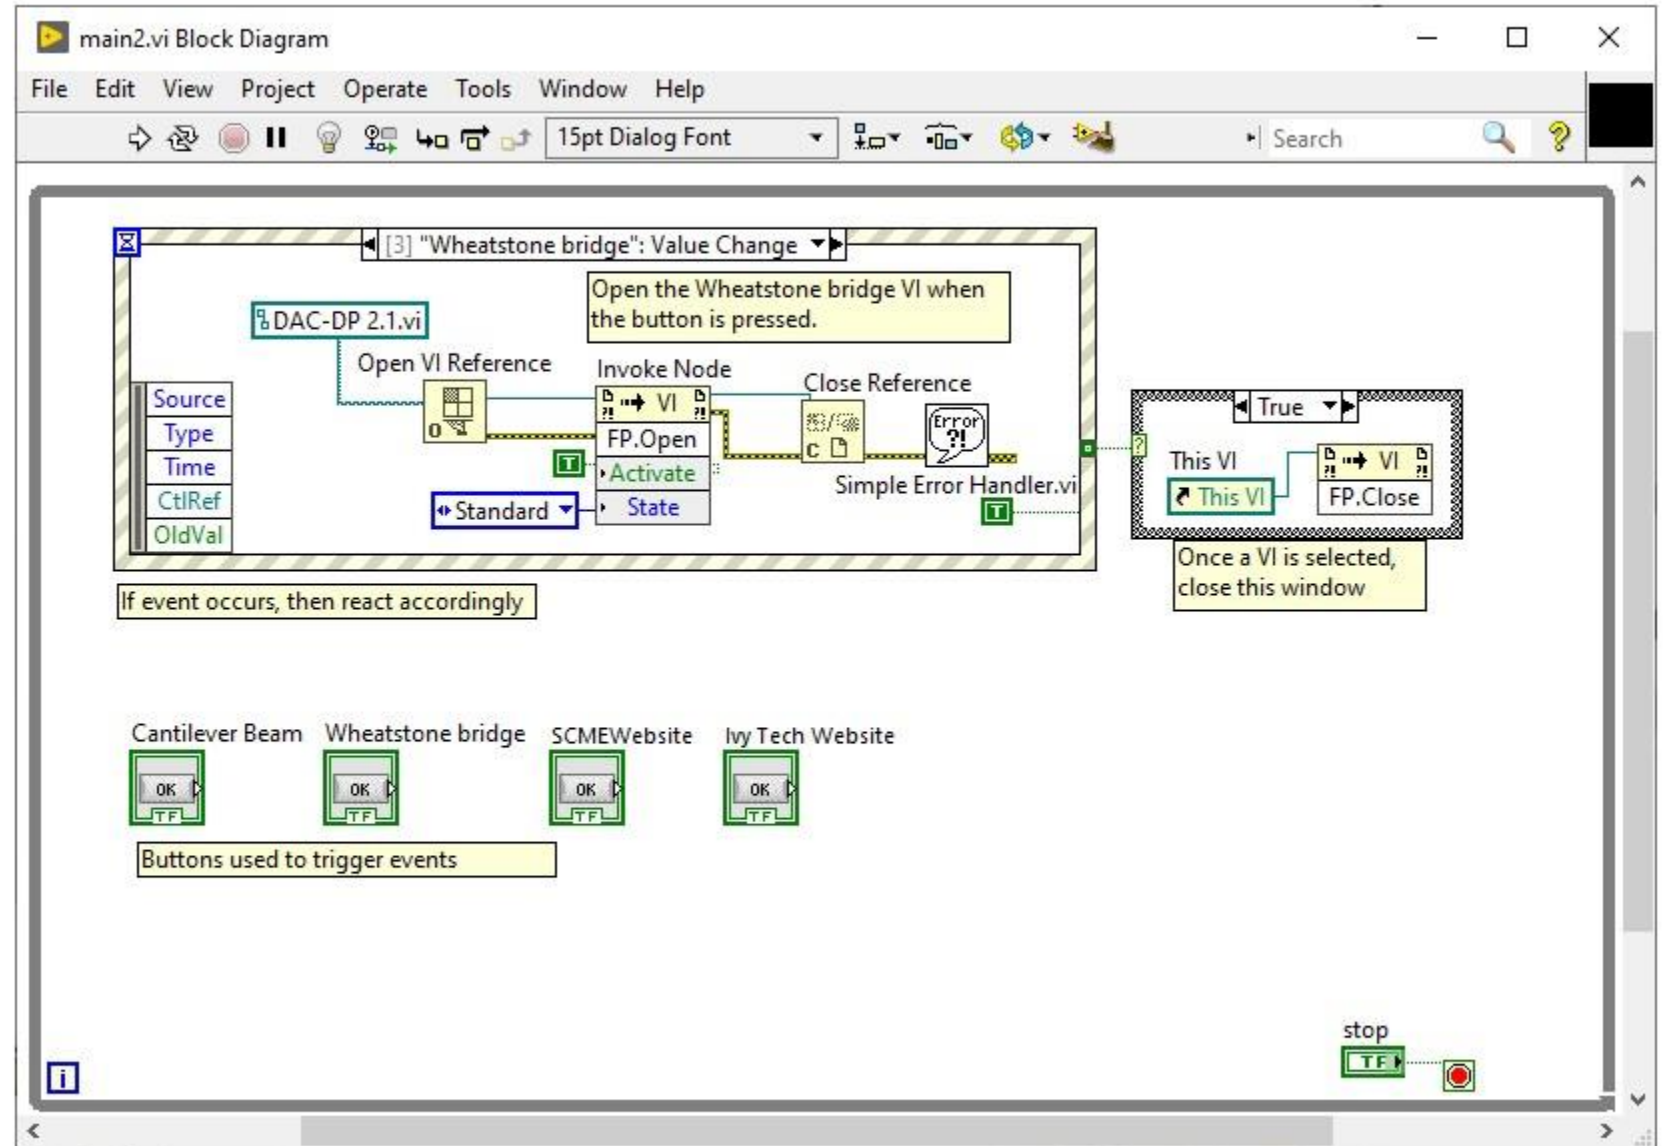 main2.vi Block Diagram
File Edit View Project Operate Tools Window Help
15pt Dialog Font
Search
[3] "Wheatstone bridge": Value Change
Open the Wheatstone bridge VI when
the button is pressed.
DAC-DP 2.1.vi
Open VI Reference
Invoke Node
Close Reference
VI
FP.Open
Activate
State
Source
Type
Time
CtlRef
OldVal
T
Standard
C
Error
?!
Simple Error Handler.vi
T
?
True
This VI
This VI
VI
FP.Close
Once a VI is selected,
close this window
If event occurs, then react accordingly
Cantilever Beam Wheatstone bridge SCMEWebsite Ivy Tech Website
OK OK OK OK
TF TF TF TF
Buttons used to trigger events
stop
TF
i